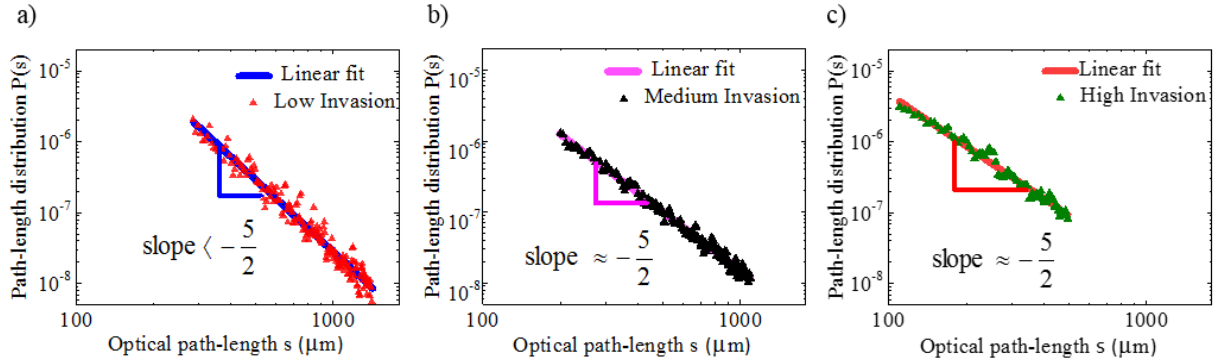 a)
Path-length distribution P(s)
10⁻⁵
10⁻⁶
10⁻⁷
10⁻⁸
Linear fit
Low Invasion
slope 〈 −5/2
100
1000
Optical path-length s (μm)
b)
Path-length distribution P(s)
10⁻⁵
10⁻⁶
10⁻⁷
10⁻⁸
Linear fit
Medium Invasion
slope ≈ −5/2
100
1000
Optical path-length s (μm)
c)
Path-length distribution P(s)
10⁻⁵
10⁻⁶
10⁻⁷
10⁻⁸
Linear fit
High Invasion
slope ≈ −5/2
100
1000
Optical path-length s (μm)